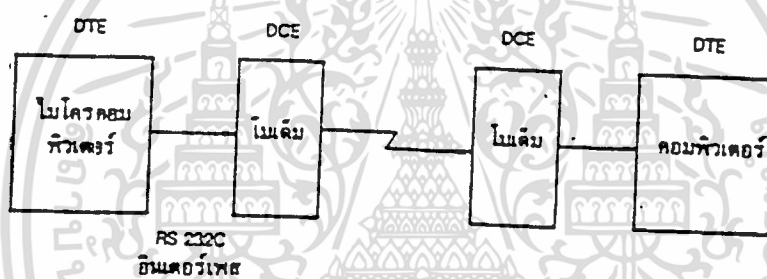 DTE
DCE
DCE
DTE
ไมโครคอม
พิวเตอร์
โมเด็ม
โมเด็ม
คอมพิวเตอร์
RS 232C
อินเตอร์เฟส